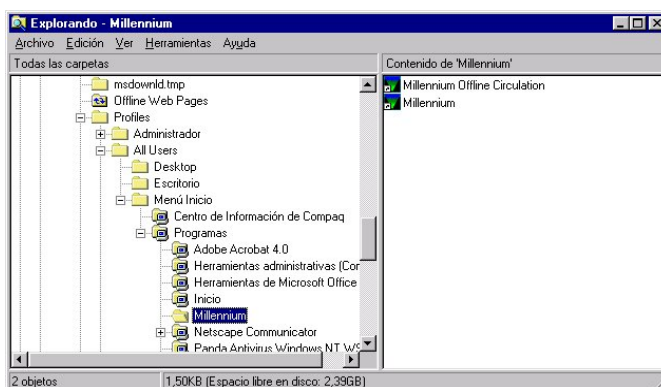 Explorando - Millennium
Archivo Edición Ver Herramientas Ayuda
Todas las carpetas
Contenido de 'Millennium'
msdownld.tmp
Offline Web Pages
Profiles
Administrador
All Users
Desktop
Escritorio
Menú Inicio
Centro de Información de Compaq
Programas
Adobe Acrobat 4.0
Herramientas administrativas (Cor
Herramientas de Microsoft Office
Inicio
Millennium
Netscape Communicator
Panda Antivirus Windows NT WS
Millennium Offline Circulation
Millennium
2 objetos
1,50KB (Espacio libre en disco: 2,39GB)